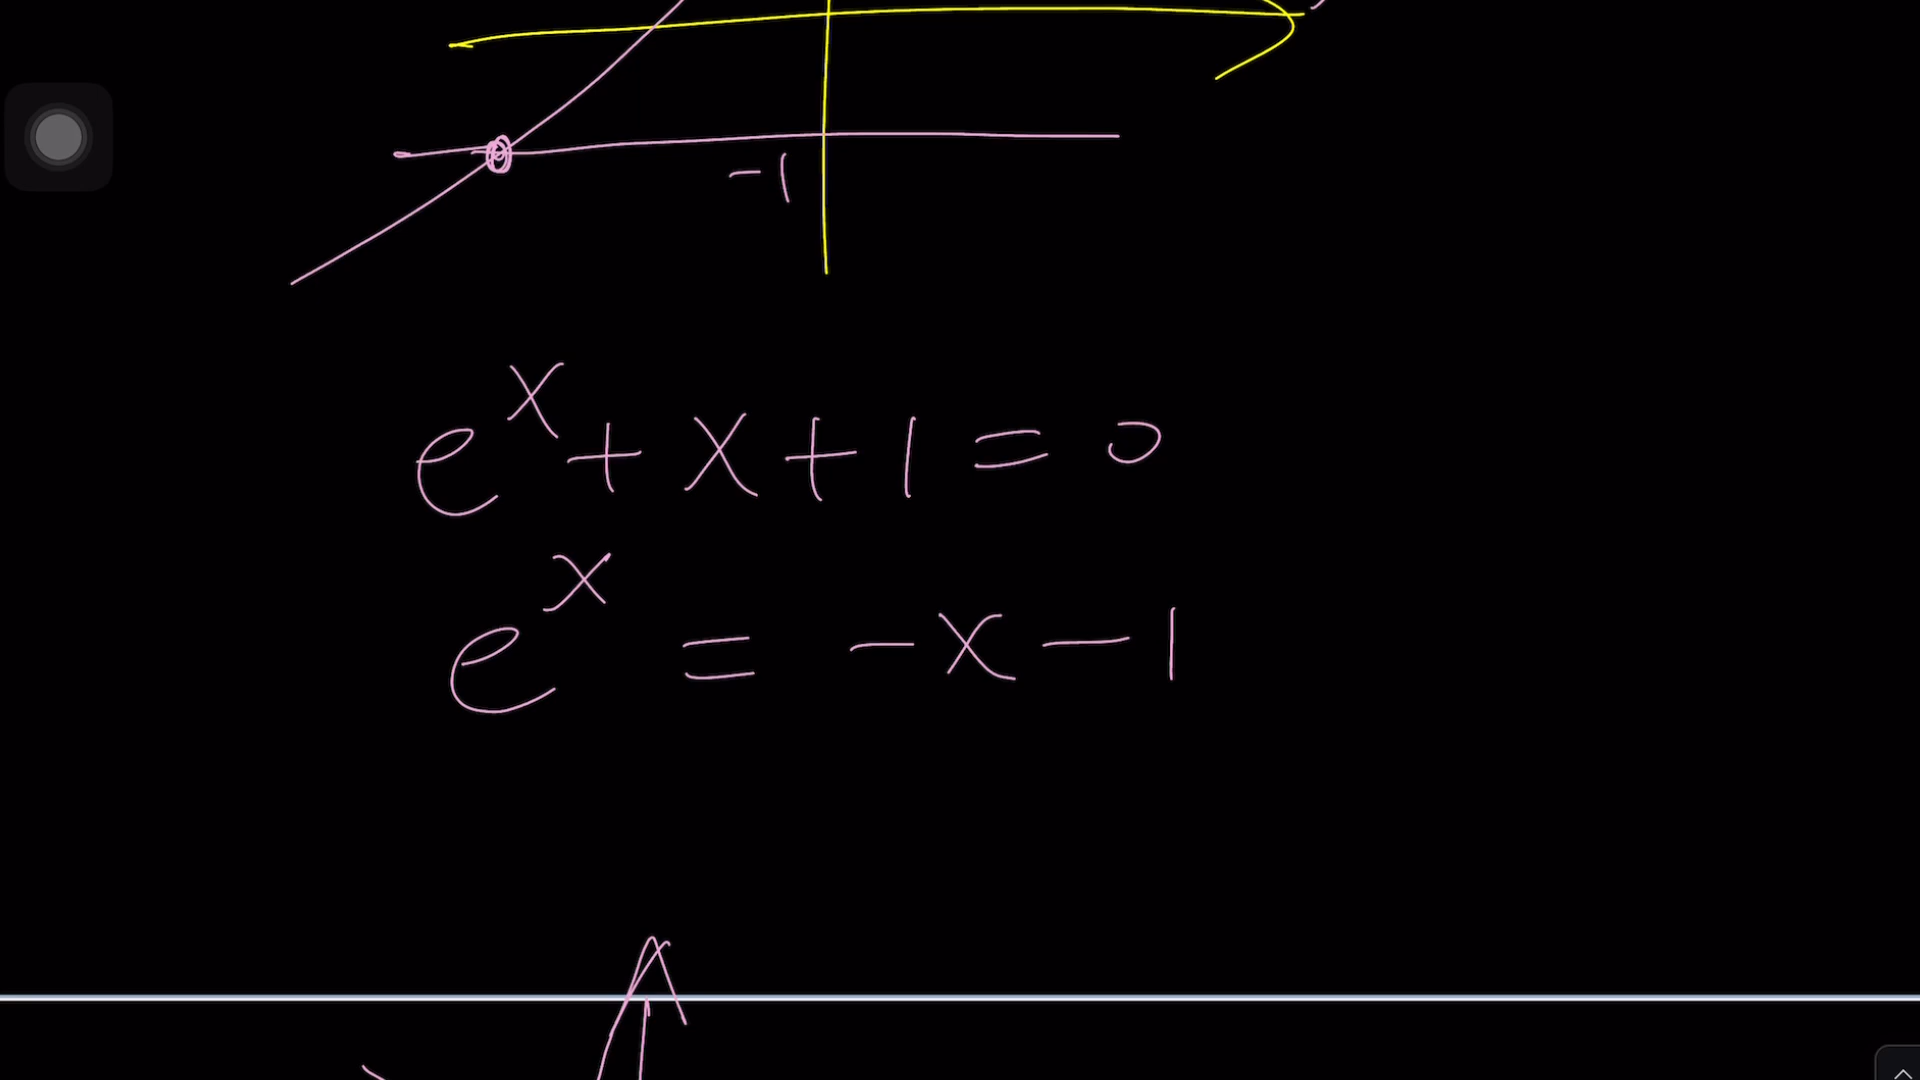 -1
e^x + x + 1 = 0
e^x = -x - 1